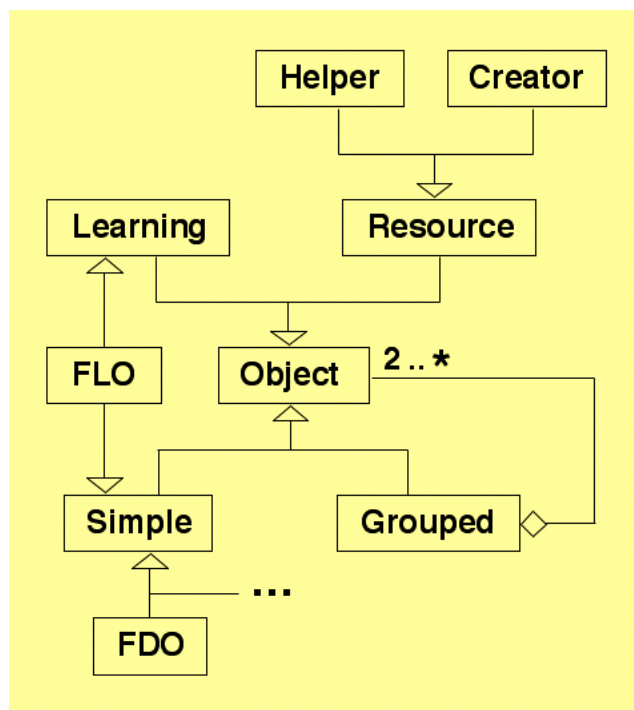 Helper
Creator
Learning
Resource
FLO
Object
2 .. *
Simple
Grouped
...
FDO